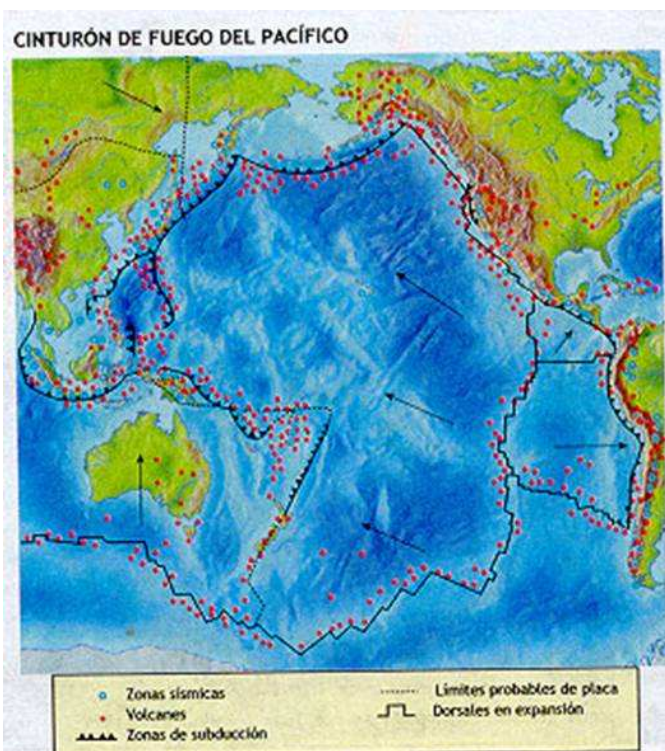 CINTURÓN DE FUEGO DEL PACÍFICO
Zonas sísmicas
Volcanes
Zonas de subducción
Límites probables de placa
Dorsales en expansión